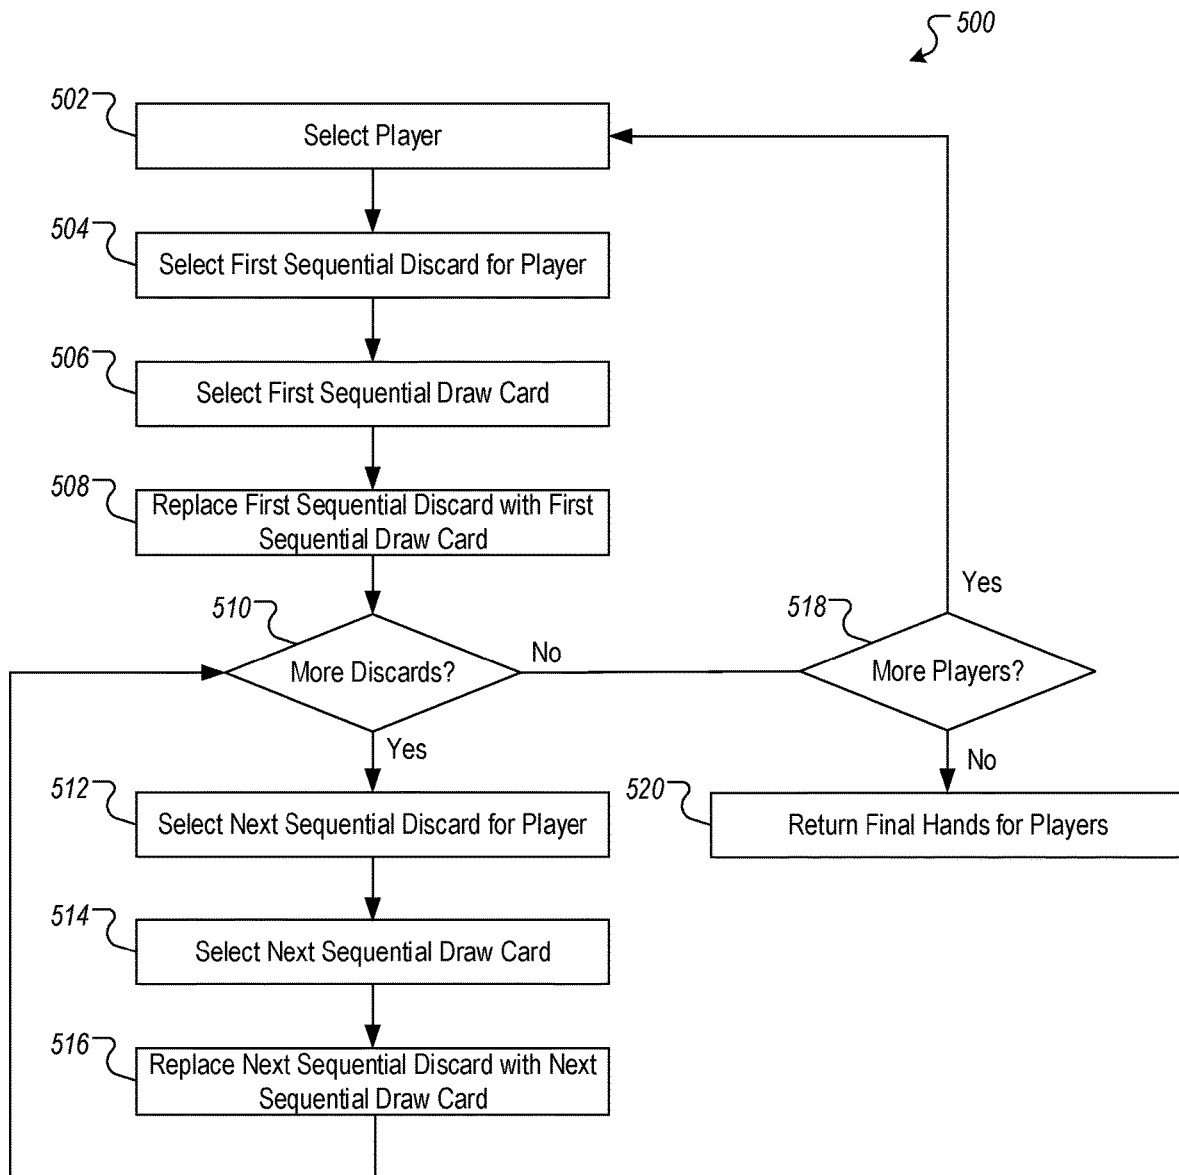 500
502
Select Player
504
Select First Sequential Discard for Player
506
Select First Sequential Draw Card
508
Replace First Sequential Discard with First
Sequential Draw Card
510
More Discards?
No
Yes
518
More Players?
Yes
No
512
Select Next Sequential Discard for Player
520
Return Final Hands for Players
514
Select Next Sequential Draw Card
516
Replace Next Sequential Discard with Next
Sequential Draw Card